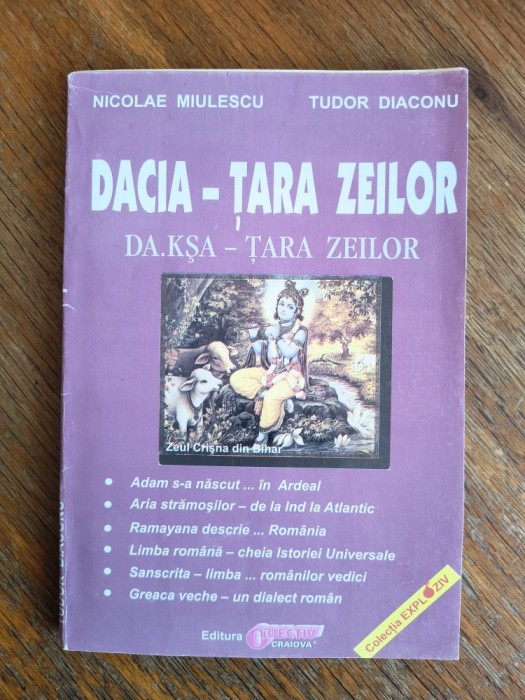 NICOLAE MIULESCU TUDOR DIACONU
DACIA – ȚARA ZEILOR
DA.KȘA – ȚARA ZEILOR
Zeul Crișna din Bihar
• Adam s-a născut ... în Ardeal
• Aria strămoșilor – de la Ind la Atlantic
• Ramayana descrie ... România
• Limba română – cheia Istoriei Universale
• Sanscrita – limba ... românilor vedici
• Greaca veche – un dialect român
Editura OBIECTIV
CRAIOVA
Colecția EXPLOZIV
TUDOR DIACONU